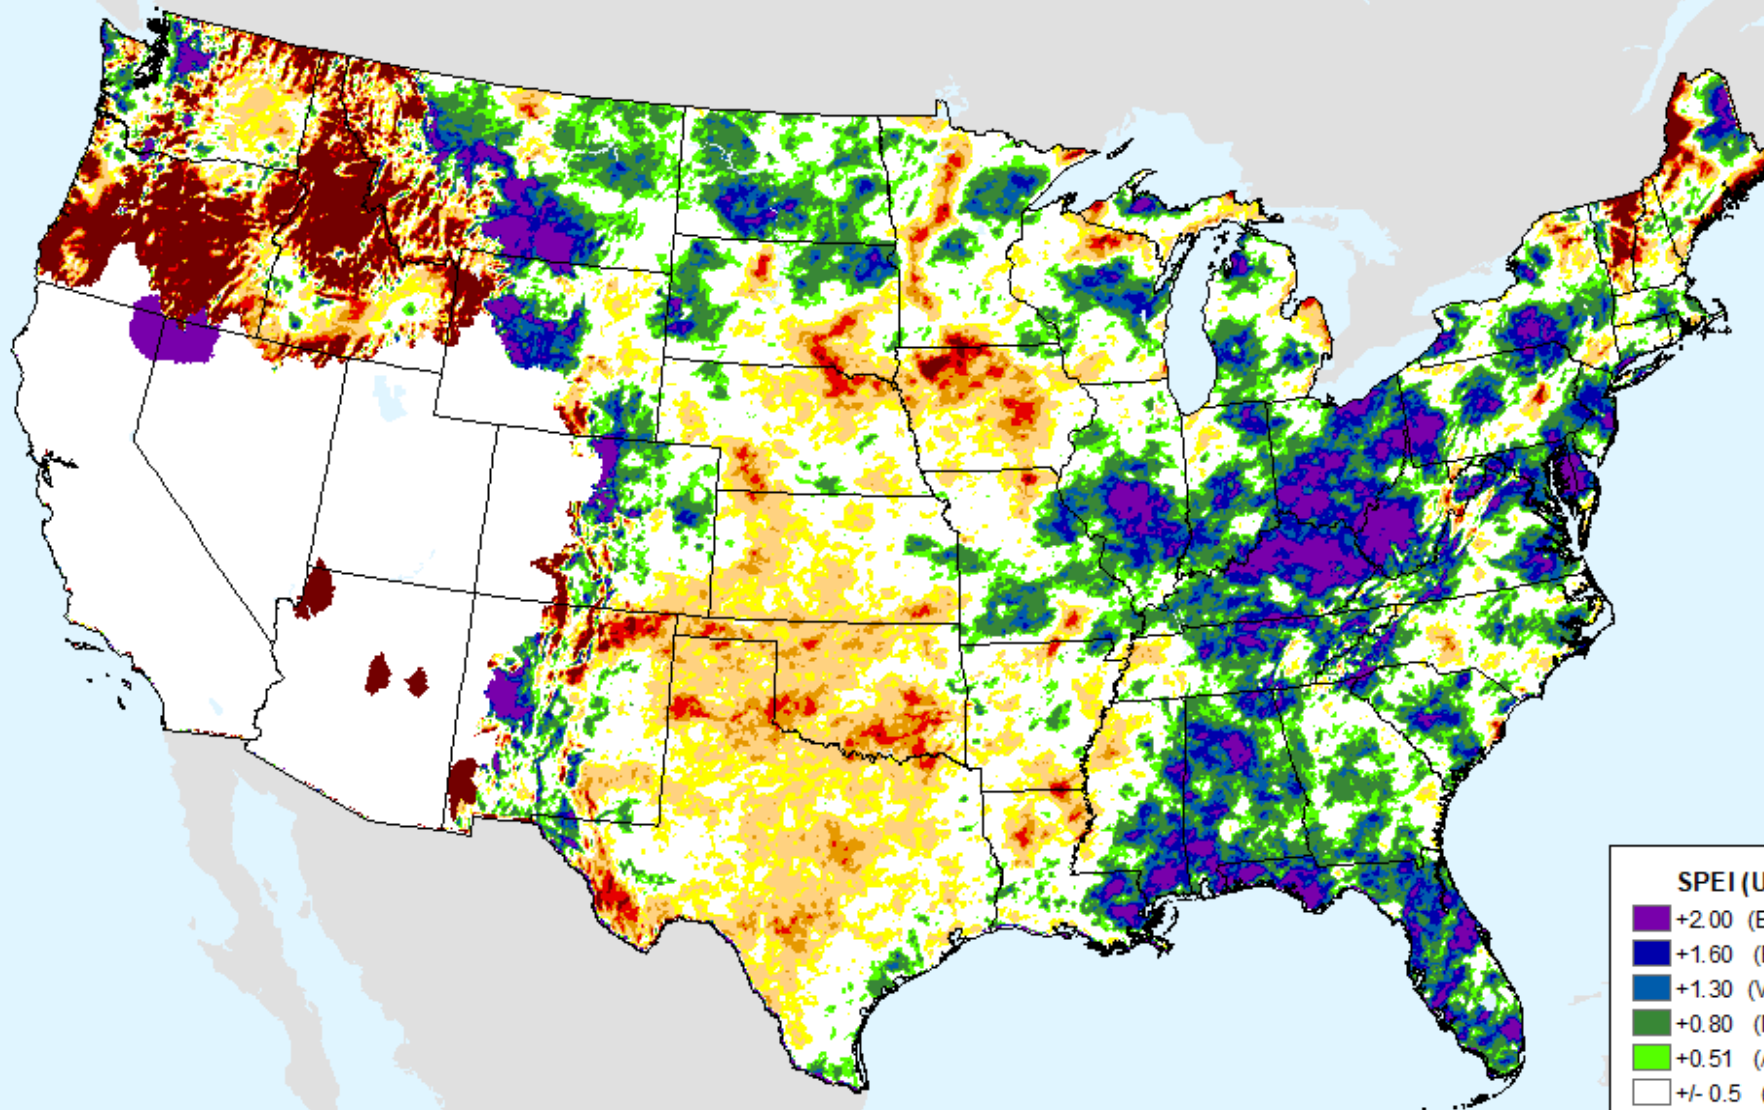 SPEI (U
+2.00 (E
+1.60 (
+1.30 (V
+0.80 (
+0.51 (
+/- 0.5 (